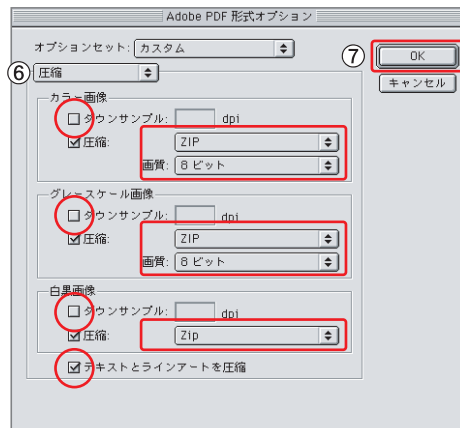 Adobe PDF 形式オプション
オプションセット: カスタム
⑦ OK
⑥ 圧縮
キャンセル
カラー画像
ダウンサンプル: dpi
圧縮: ZIP
画質: 8 ビット
グレースケール画像
ダウンサンプル: dpi
圧縮: ZIP
画質: 8 ビット
白黒画像
ダウンサンプル: dpi
圧縮: Zip
テキストとラインアートを圧縮